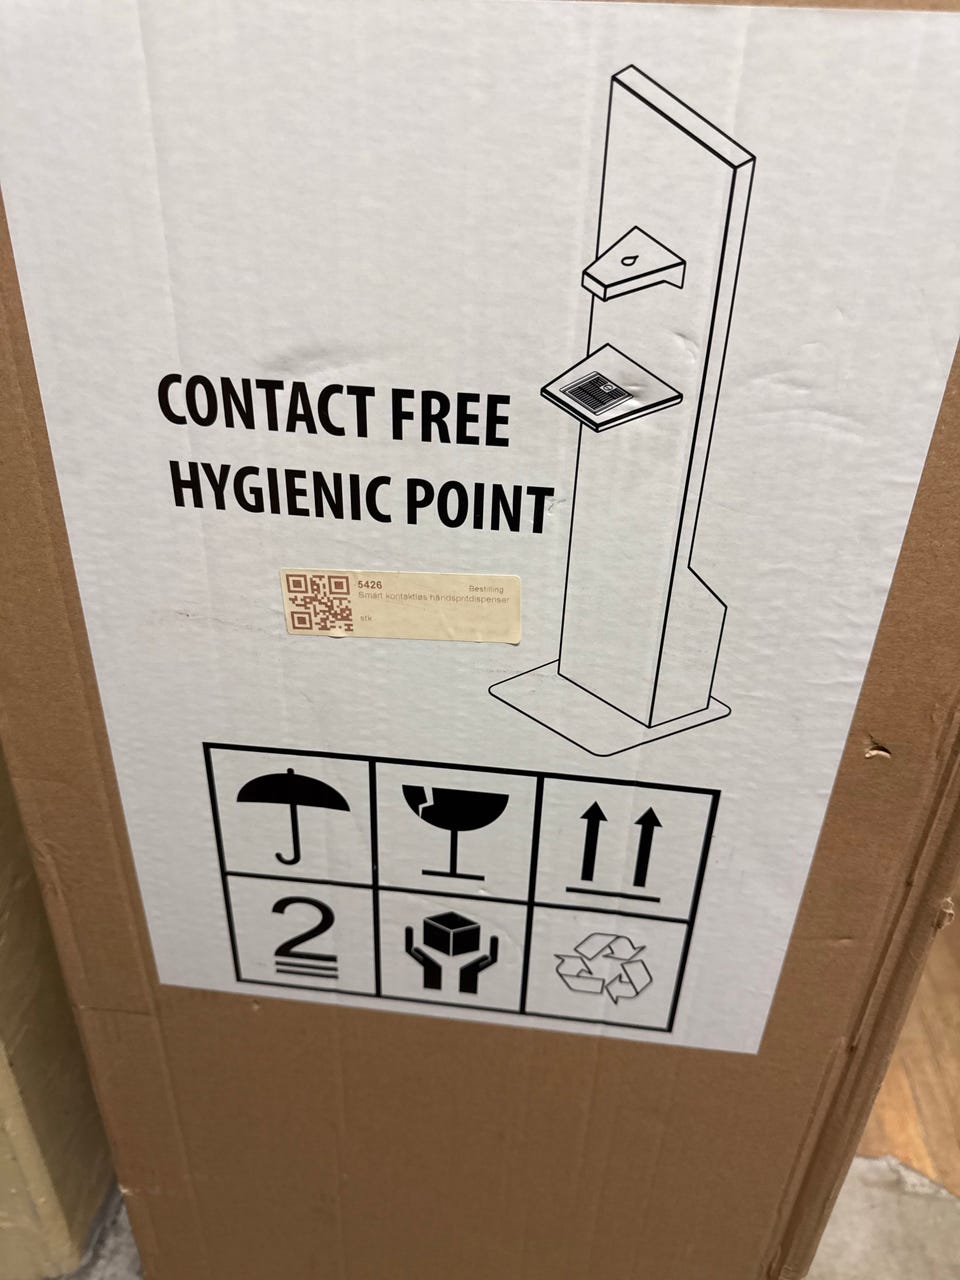 CONTACT FREE
HYGIENIC POINT
5426 Bestilling
Smart kontaktløs håndspritdispenser
stk
2